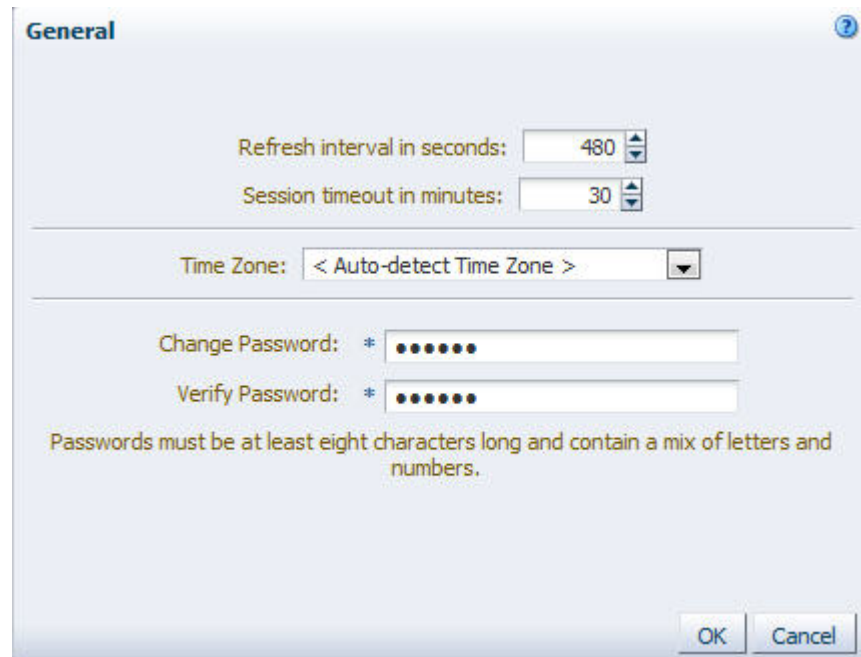 General
Refresh interval in seconds: 480
Session timeout in minutes: 30
Time Zone: < Auto-detect Time Zone >
Change Password: * ●●●●●●
Verify Password: * ●●●●●●
Passwords must be at least eight characters long and contain a mix of letters and
numbers.
OK Cancel